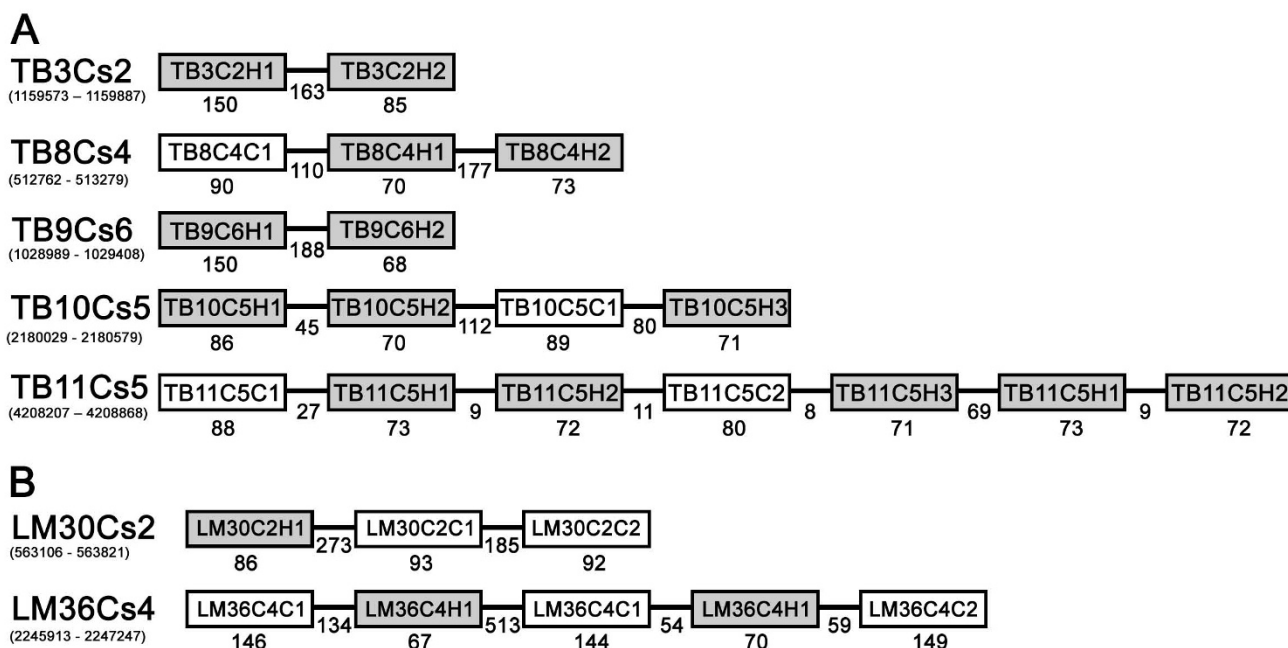 A
TB3Cs2 TB3C2H1 TB3C2H2
(1159573 – 1159887) 150 163 85
TB8Cs4 TB8C4C1 TB8C4H1 TB8C4H2
(512762 - 513279) 90 110 70 177 73
TB9Cs6 TB9C6H1 TB9C6H2
(1028989 - 1029408) 150 188 68
TB10Cs5 TB10C5H1 TB10C5H2 TB10C5C1 TB10C5H3
(2180029 - 2180579) 86 45 70 112 89 80 71
TB11Cs5 TB11C5C1 TB11C5H1 TB11C5H2 TB11C5C2 TB11C5H3 TB11C5H1 TB11C5H2
(4208207 – 4208868) 88 27 73 9 72 11 80 8 71 69 73 9 72
B
LM30Cs2 LM30C2H1 LM30C2C1 LM30C2C2
(563106 - 563821) 86 273 93 185 92
LM36Cs4 LM36C4C1 LM36C4H1 LM36C4C1 LM36C4H1 LM36C4C2
(2245913 - 2247247) 146 134 67 513 144 54 70 59 149